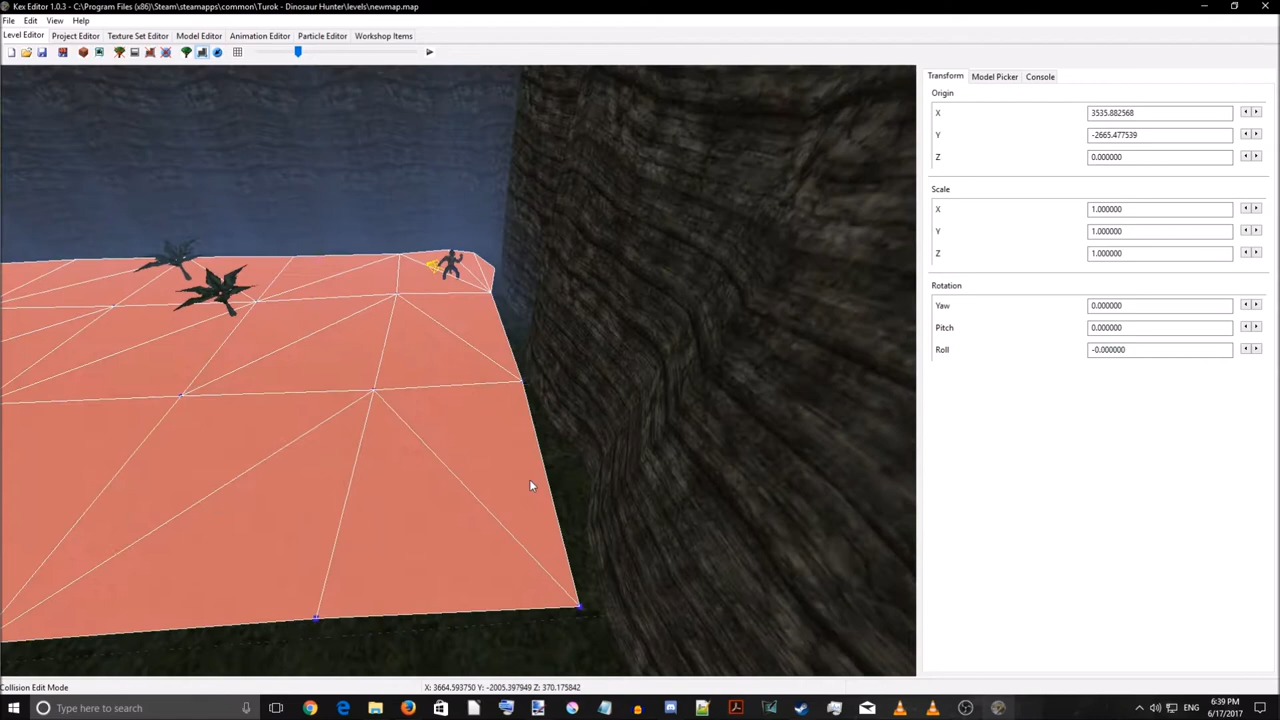 Kex Editor 1.0.3 - C:\Program Files (x86)\Steam\steamapps\common\Turok - Dinosaur Hunter\levels\newmap.map
File Edit View Help
Level Editor Project Editor Texture Set Editor Model Editor Animation Editor Particle Editor Workshop Items
Transform Model Picker Console
Origin
X 3535.882568
Y -2665.477539
Z 0.000000
Scale
X 1.000000
Y 1.000000
Z 1.000000
Rotation
Yaw 0.000000
Pitch 0.000000
Roll -0.000000
Collision Edit Mode X: 3664.593750 Y: -2005.397949 Z: 370.175842
Type here to search ENG 6:39 PM
6/17/2017